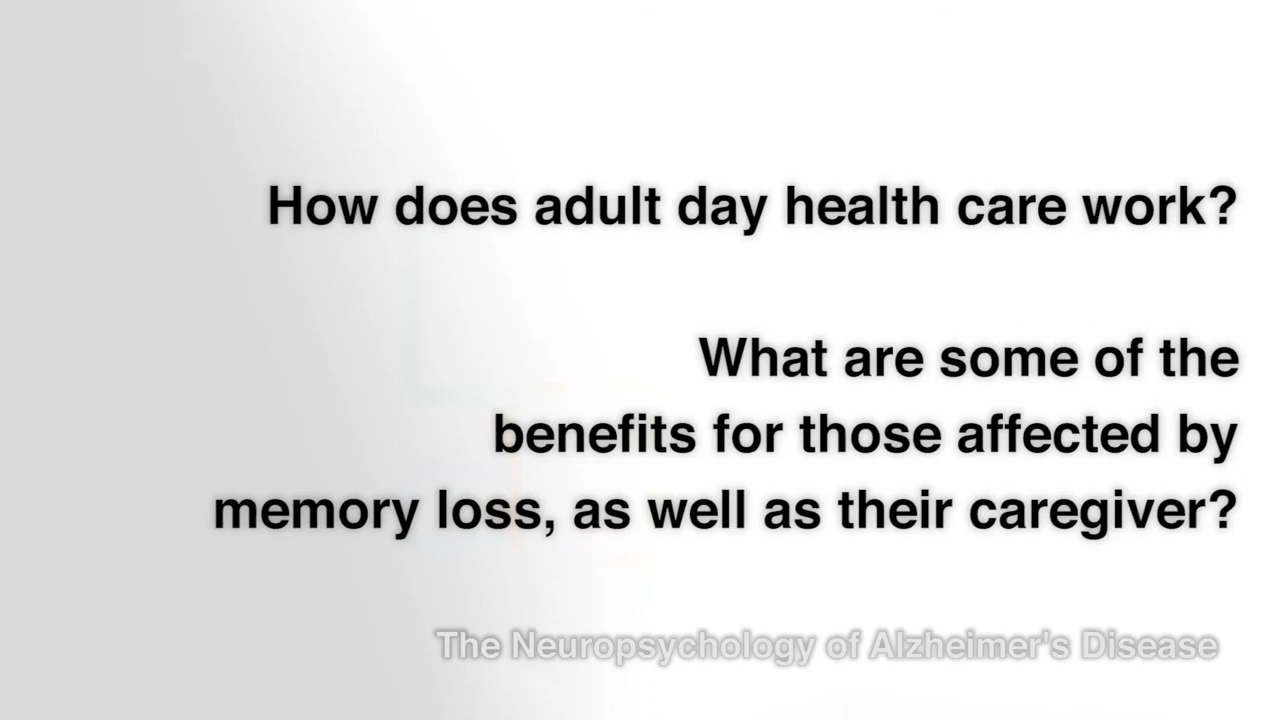 How does adult day health care work?
What are some of the
benefits for those affected by
memory loss, as well as their caregiver?
The Neuropsychology of Alzheimer's Disease